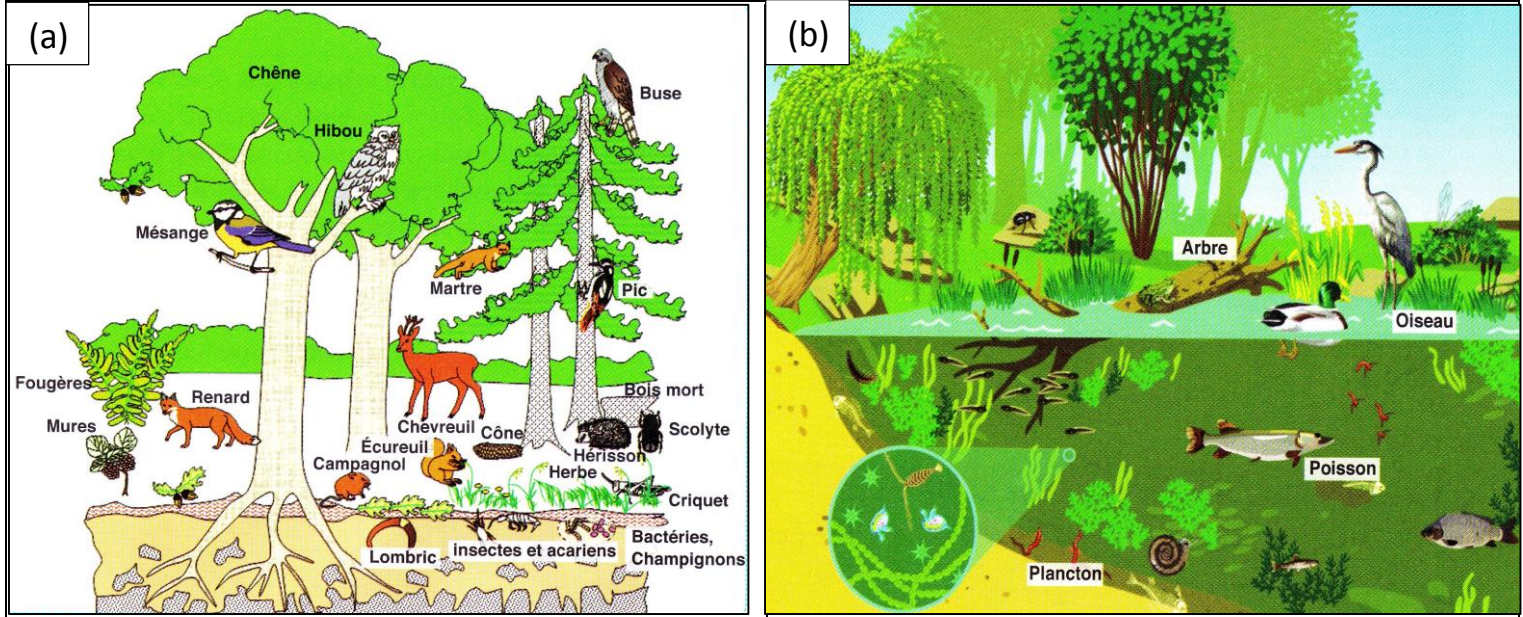 (a)
Chêne
Buse
Hibou
Mésange
Martre
Pic
Fougères
Renard
Bois mort
Mures
Chevreuil
Scolyte
Écureuil
Cône
Hérisson
Campagnol
Herbe
Criquet
Lombric
insectes et acariens
Bactéries,
Champignons
(b)
Arbre
Oiseau
Poisson
Plancton